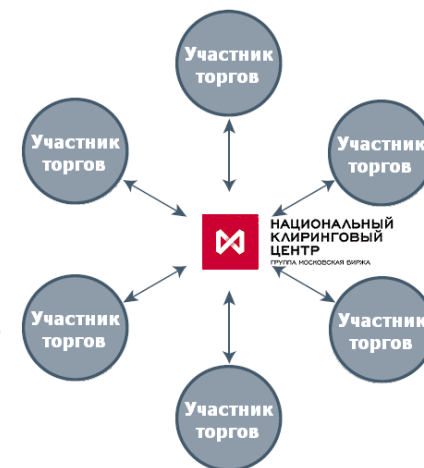 Участник
торгов
Участник
торгов
Участник
торгов
НАЦИОНАЛЬНЫЙ
КЛИРИНГОВЫЙ
ЦЕНТР
ГРУППА МОСКОВСКАЯ БИРЖА
Участник
торгов
Участник
торгов
Участник
торгов